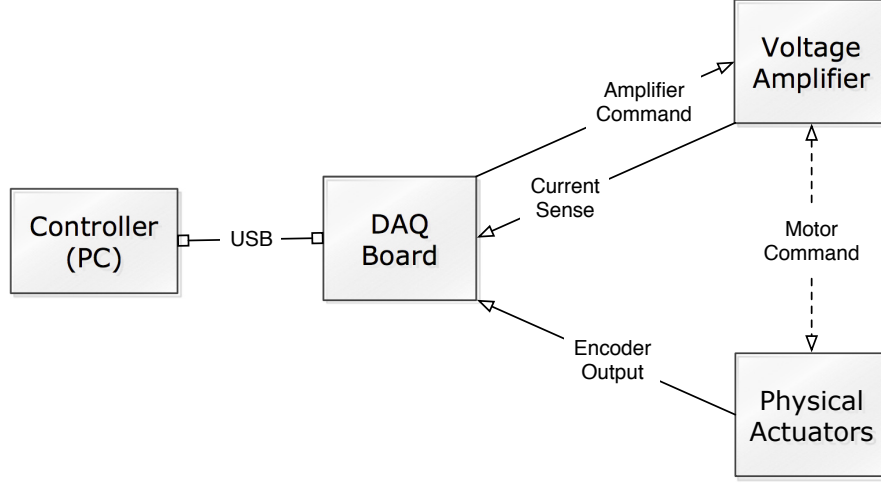 Voltage
Amplifier
Amplifier
Command
Current
Sense
Controller
(PC)
USB
DAQ
Board
Motor
Command
Encoder
Output
Physical
Actuators